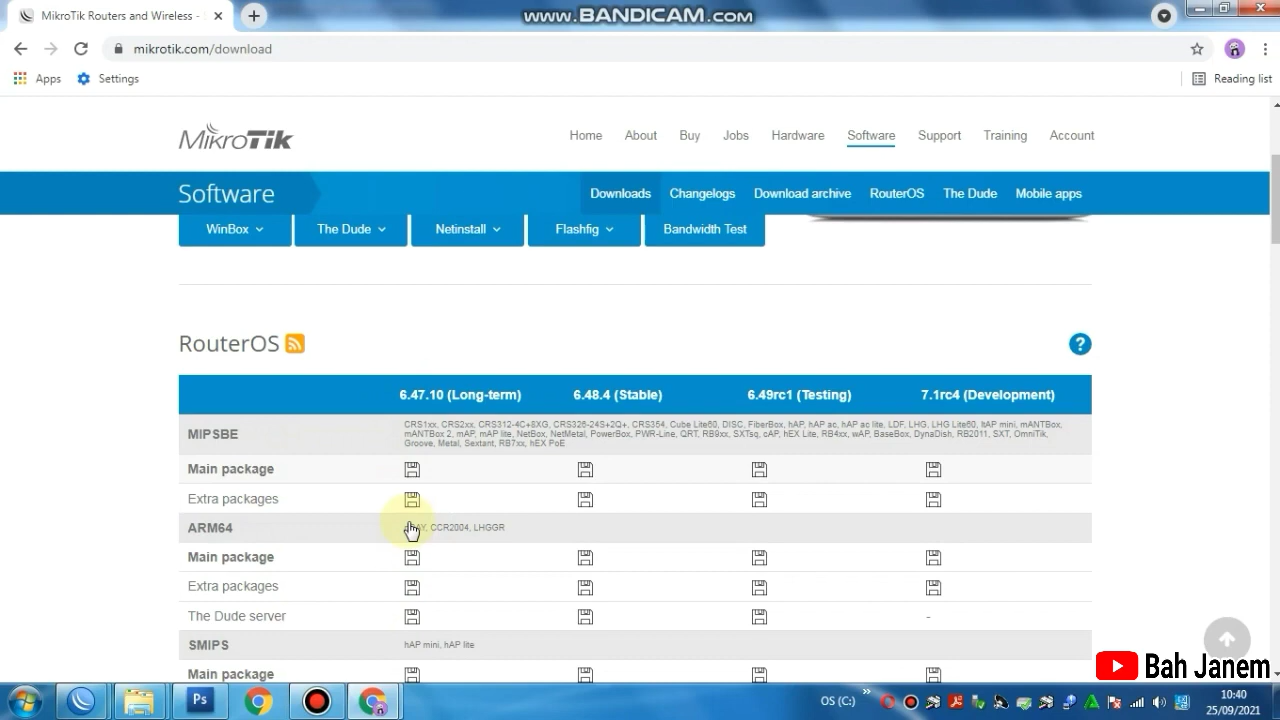 MikroTik Routers and Wireless -
www.BANDICAM.com
mikrotik.com/download
Apps
Settings
Reading list
MikroTik
Home
About
Buy
Jobs
Hardware
Software
Support
Training
Account
Software
Downloads
Changelogs
Download archive
RouterOS
The Dude
Mobile apps
WinBox
The Dude
Netinstall
Flashfig
Bandwidth Test
RouterOS
?
6.47.10 (Long-term)
6.48.4 (Stable)
6.49rc1 (Testing)
7.1rc4 (Development)
MIPSBE
CRS1xx, CRS2xx, CRS312-4C+8XG, CRS326-24S+2Q+, CRS354, Cube Lite60, DISC, FiberBox, hAP, hAP ac, hAP ac lite, LDF, LHG, LHG Lite60, ltAP mini, mANTBox,
mANTBox 2, mAP, mAP lite, NetBox, NetMetal, PowerBox, PWR-Line, QRT, RB9xx, SXTsq, cAP, hEX Lite, RB4xx, wAP, BaseBox, DynaDish, RB2011, SXT, OmniTik,
Groove, Metal, Sextant, RB7xx, hEX PoE
Main package
Extra packages
ARM64
CCR2004, LHGGR
Main package
Extra packages
The Dude server
-
SMIPS
hAP mini, hAP lite
Main package
Bah Janem
Ps
OS (C:)
10:40
25/09/2021